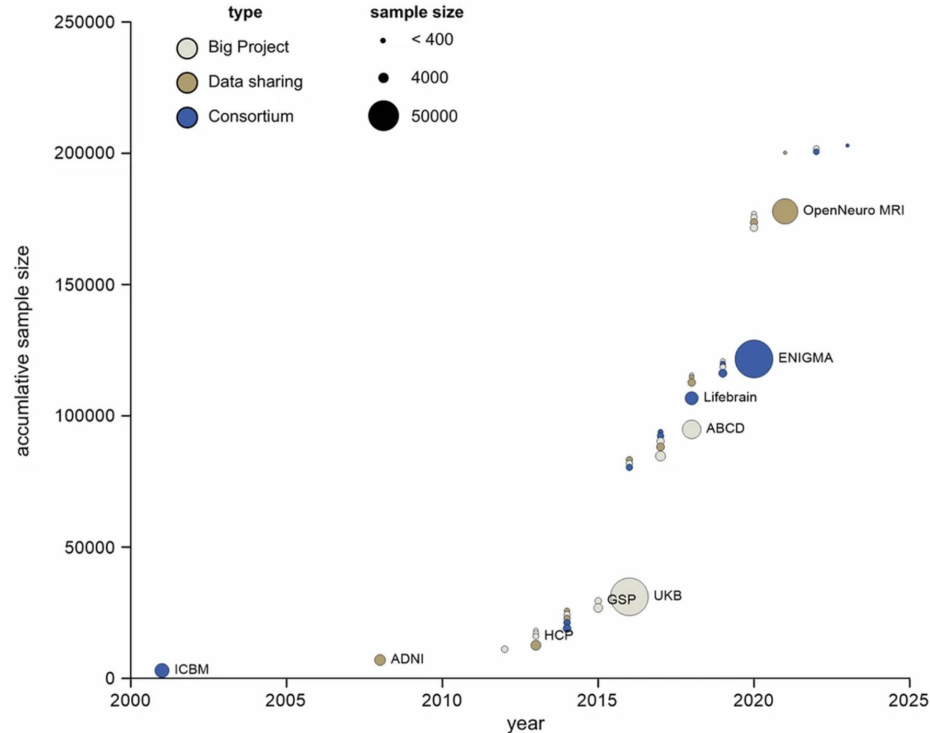 type
Big Project
Data sharing
Consortium
sample size
< 400
4000
50000
accumlative sample size
250000
200000
150000
100000
50000
0
OpenNeuro MRI
ENIGMA
Lifebrain
ABCD
GSP
UKB
HCP
ADNI
ICBM
2000
2005
2010
2015
2020
2025
year